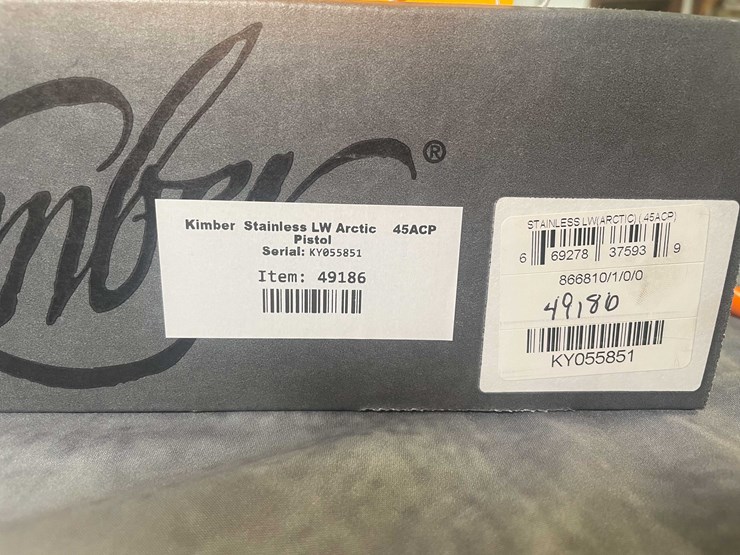 mber ®
Kimber Stainless LW Arctic 45ACP
Pistol
Serial: KY055851
Item: 49186
STAINLESS LW(ARCTIC) (.45ACP)
6 69278 37593 9
866810/1/0/0
49186
KY055851